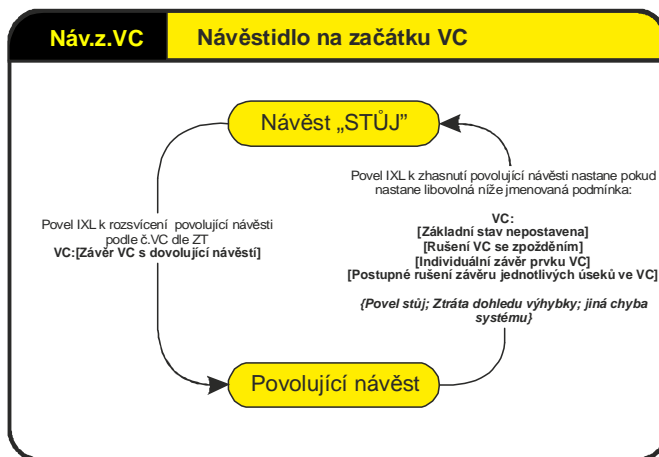 Náv.z.VC
Návěstidlo na začátku VC
Návěst „STŮJ”
Povel IXL k rozsvícení povolující návěsti
podle č.VC dle ZT
VC:[Závěr VC s dovolující návěstí]
Povel IXL k zhasnutí povolující návěsti nastane pokud
nastane libovolná níže jmenovaná podmínka:
VC:
[Základní stav nepostavena]
[Rušení VC se zpožděním]
[Individuální závěr prvku VC]
[Postupné rušení závěru jednotlivých úseků ve VC]
{Povel stůj; Ztráta dohledu výhybky; jiná chyba
systému}
Povolující návěst